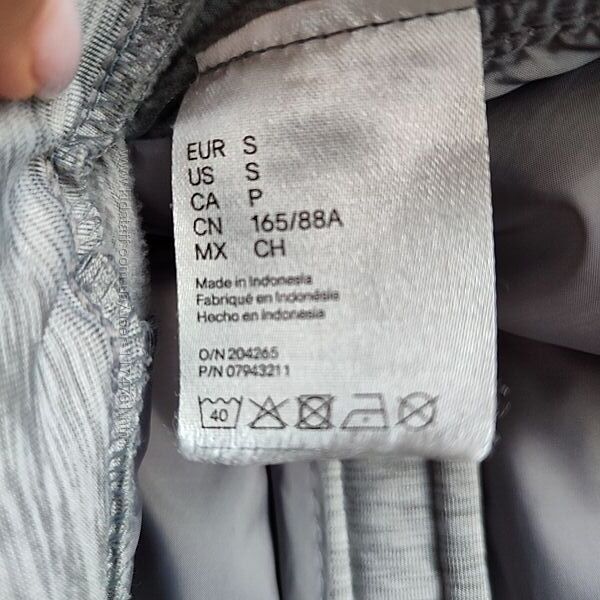 EUR S
US S
CA P
CN 165/88A
MX CH
Made in Indonesia
Fabriqué en Indonésie
Hecho en Indonesia
O/N 204265
P/N 07943211
40